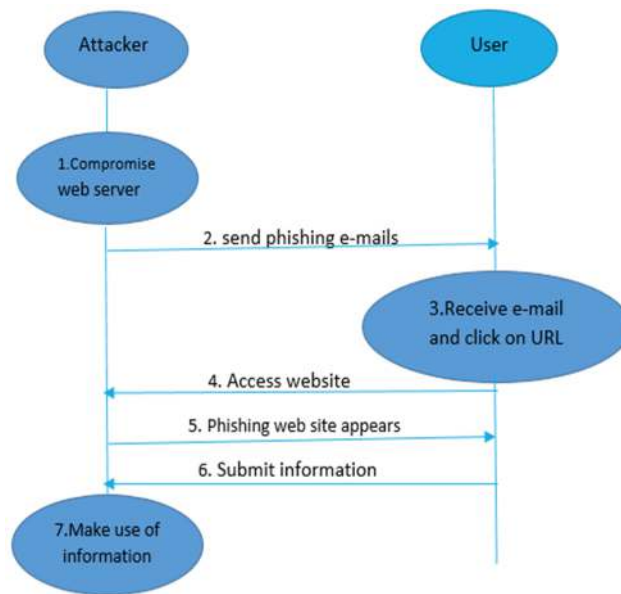 Attacker
User
1.Compromise
web server
2. send phishing e-mails
3.Receive e-mail
and click on URL
4. Access website
5. Phishing web site appears
6. Submit information
7.Make use of
information